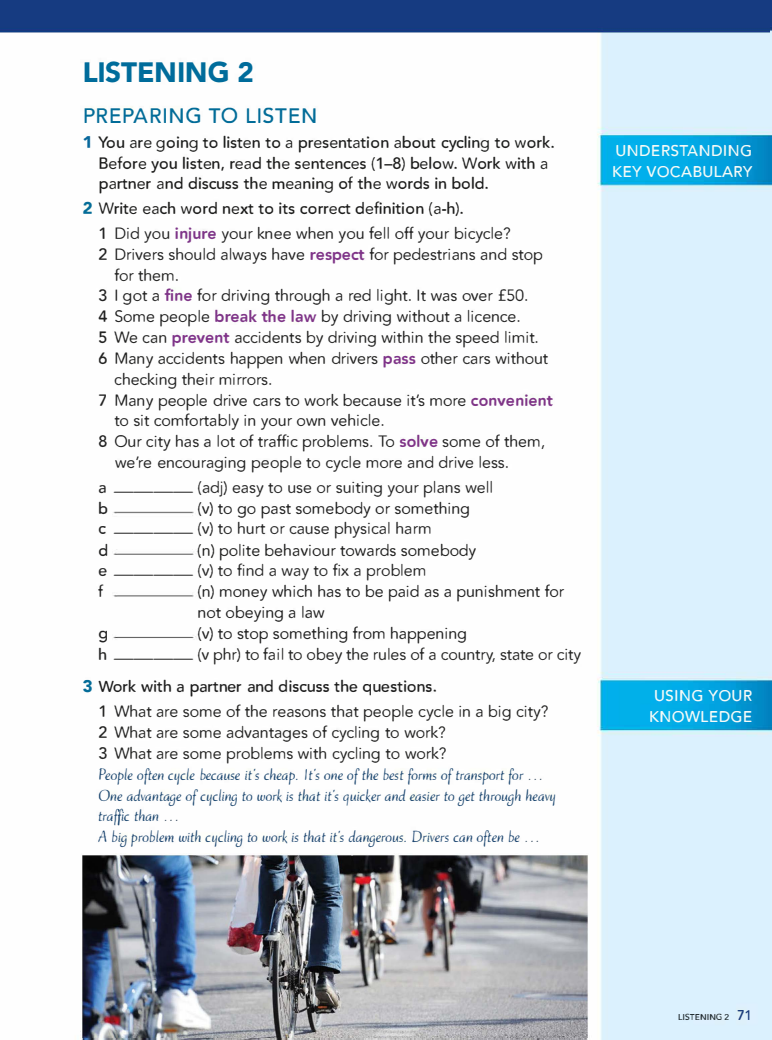 LISTENING 2
PREPARING TO LISTEN
1 You are going to listen to a presentation about cycling to work.
Before you listen, read the sentences (1–8) below. Work with a
partner and discuss the meaning of the words in bold.
UNDERSTANDING
KEY VOCABULARY
2 Write each word next to its correct definition (a-h).
1 Did you injure your knee when you fell off your bicycle?
2 Drivers should always have respect for pedestrians and stop
for them.
3 I got a fine for driving through a red light. It was over £50.
4 Some people break the law by driving without a licence.
5 We can prevent accidents by driving within the speed limit.
6 Many accidents happen when drivers pass other cars without
checking their mirrors.
7 Many people drive cars to work because it's more convenient
to sit comfortably in your own vehicle.
8 Our city has a lot of traffic problems. To solve some of them,
we're encouraging people to cycle more and drive less.
a __________ (adj) easy to use or suiting your plans well
b __________ (v) to go past somebody or something
c __________ (v) to hurt or cause physical harm
d __________ (n) polite behaviour towards somebody
e __________ (v) to find a way to fix a problem
f __________ (n) money which has to be paid as a punishment for
not obeying a law
g __________ (v) to stop something from happening
h __________ (v phr) to fail to obey the rules of a country, state or city
3 Work with a partner and discuss the questions.
USING YOUR
KNOWLEDGE
1 What are some of the reasons that people cycle in a big city?
2 What are some advantages of cycling to work?
3 What are some problems with cycling to work?
People often cycle because it's cheap. It's one of the best forms of transport for ...
One advantage of cycling to work is that it's quicker and easier to get through heavy
traffic than ...
A big problem with cycling to work is that it's dangerous. Drivers can often be ...
LISTENING 2 71